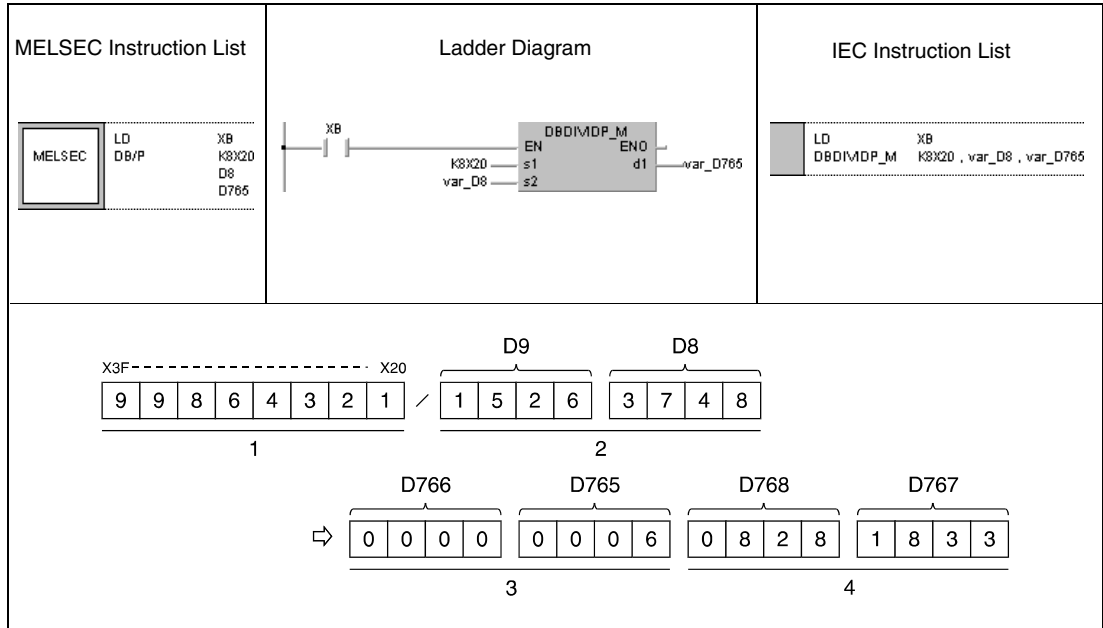 MELSEC Instruction List
Ladder Diagram
IEC Instruction List
MELSEC
LD XB
DB/P K8X20
D8
D765
XB
DBDIVIDP_M
EN ENO
K8X20 s1 d1 var_D765
var_D8 s2
LD XB
DBDIVIDP_M K8X20 , var_D8 , var_D765
D9 D8
X3F X20
9 9 8 6 4 3 2 1 / 1 5 2 6 3 7 4 8
1 2
D766 D765 D768 D767
⇨ 0 0 0 0 0 0 0 6 0 8 2 8 1 8 3 3
3 4